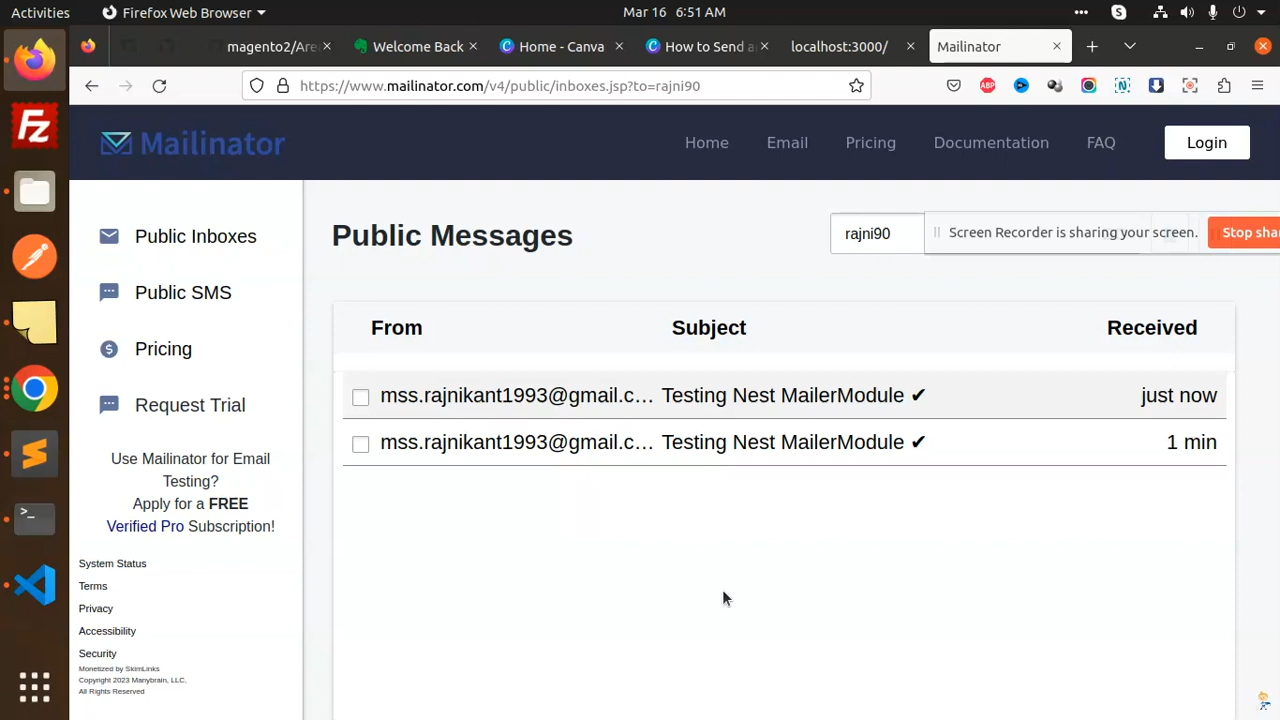 Activities
Firefox Web Browser
Mar 16 6:51 AM
magento2/Are
Welcome Back
Home - Canva
How to Send a
localhost:3000/
Mailinator
https://www.mailinator.com/v4/public/inboxes.jsp?to=rajni90
Mailinator
Home
Email
Pricing
Documentation
FAQ
Login
Public Inboxes
Public SMS
Pricing
Request Trial
Use Mailinator for Email
Testing?
Apply for a FREE
Verified Pro Subscription!
System Status
Terms
Privacy
Accessibility
Security
Monetized by SkimLinks
Copyright 2023 Manybrain, LLC.
All Rights Reserved
Public Messages
rajni90
Screen Recorder is sharing your screen.
Stop sha
From Subject Received
mss.rajnikant1993@gmail.c... Testing Nest MailerModule ✔ just now
mss.rajnikant1993@gmail.c... Testing Nest MailerModule ✔ 1 min